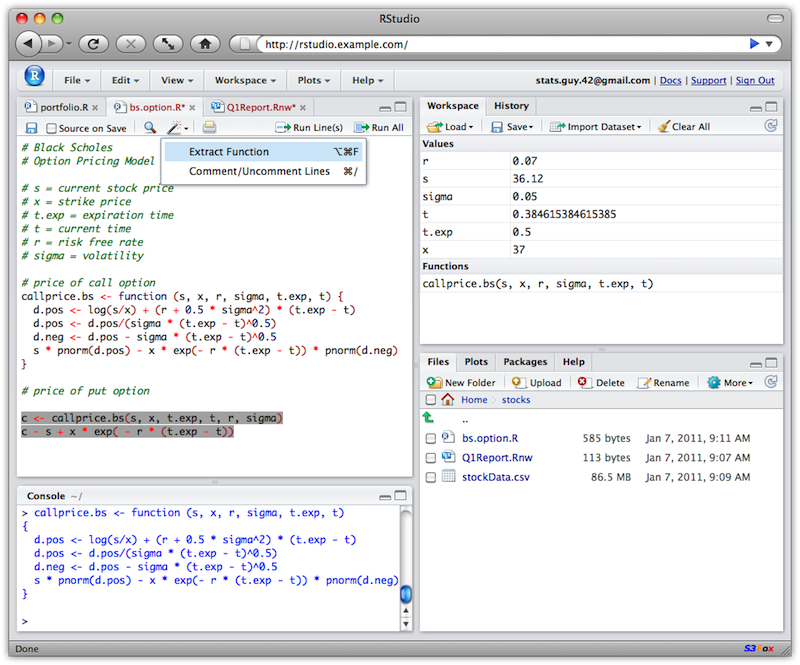 RStudio
http://rstudio.example.com/
R File Edit View Workspace Plots Help stats.guy.42@gmail.com | Docs | Support | Sign Out
portfolio.R × bs.option.R* × Q1Report.Rnw* ×
Source on Save Run Line(s) Run All
Extract Function ⌥⌘F
Comment/Uncomment Lines ⌘/
# Black Scholes
# Option Pricing Model
# s = current stock price
# x = strike price
# t.exp = expiration time
# t = current time
# r = risk free rate
# sigma = volatility
# price of call option
callprice.bs <- function (s, x, r, sigma, t.exp, t) {
d.pos <- log(s/x) + (r + 0.5 * sigma^2) * (t.exp - t)
d.pos <- d.pos/(sigma * (t.exp - t)^0.5)
d.neg <- d.pos - sigma * (t.exp - t)^0.5
s * pnorm(d.pos) - x * exp(- r * (t.exp - t)) * pnorm(d.neg)
}
# price of put option
c <- callprice.bs(s, x, t.exp, t, r, sigma)
c - s + x * exp( - r * (t.exp - t))
Console ~/
> callprice.bs <- function (s, x, r, sigma, t.exp, t)
{
d.pos <- log(s/x) + (r + 0.5 * sigma^2) * (t.exp - t)
d.pos <- d.pos/(sigma * (t.exp - t)^0.5)
d.neg <- d.pos - sigma * (t.exp - t)^0.5
s * pnorm(d.pos) - x * exp(- r * (t.exp - t)) * pnorm(d.neg)
}
>
Workspace History
Load Save Import Dataset Clear All
Values
r 0.07
s 36.12
sigma 0.05
t 0.384615384615385
t.exp 0.5
x 37
Functions
callprice.bs(s, x, r, sigma, t.exp, t)
Files Plots Packages Help
New Folder Upload Delete Rename More
Home stocks
..
bs.option.R 585 bytes Jan 7, 2011, 9:11 AM
Q1Report.Rnw 113 bytes Jan 7, 2011, 9:07 AM
stockData.csv 86.5 MB Jan 7, 2011, 9:09 AM
Done S3Fox